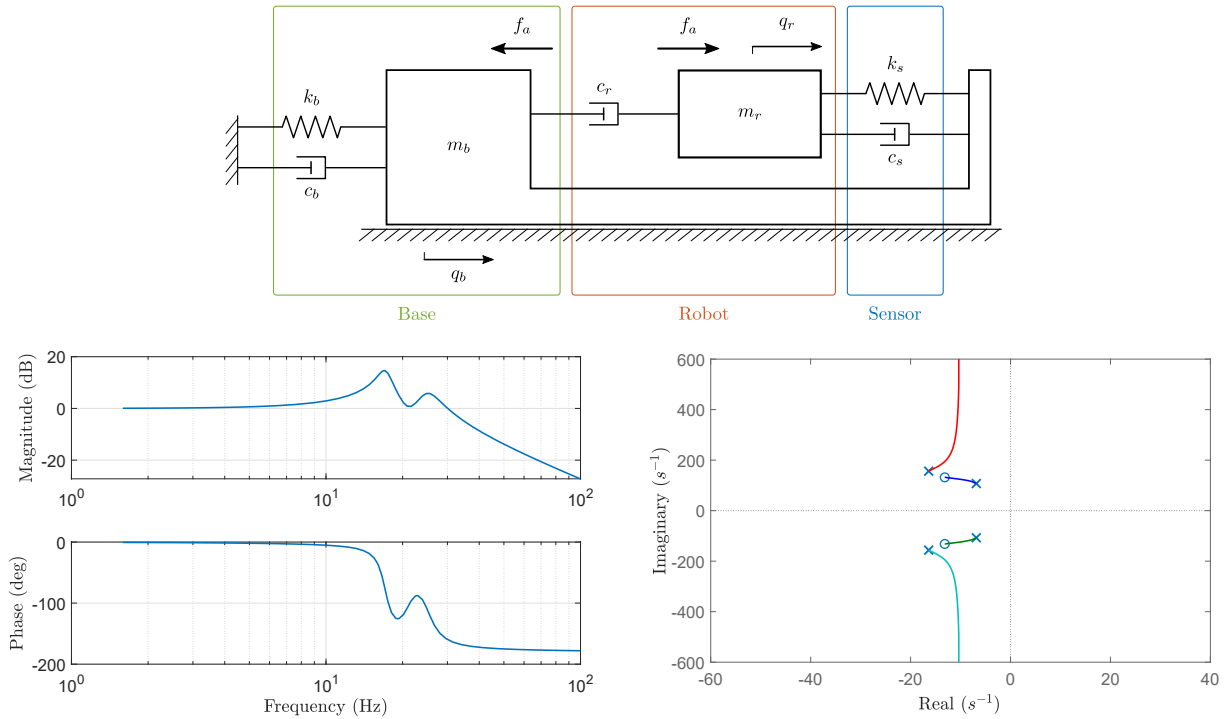 f_a
f_a
q_r
k_b
c_b
m_b
c_r
m_r
k_s
c_s
q_b
Base
Robot
Sensor
Magnitude (dB)
20
0
-20
10^0
10^1
10^2
Phase (deg)
0
-100
-200
10^0
10^1
10^2
Frequency (Hz)
Imaginary (s^{-1})
600
400
200
0
-200
-400
-600
-60
-40
-20
0
20
40
Real (s^{-1})